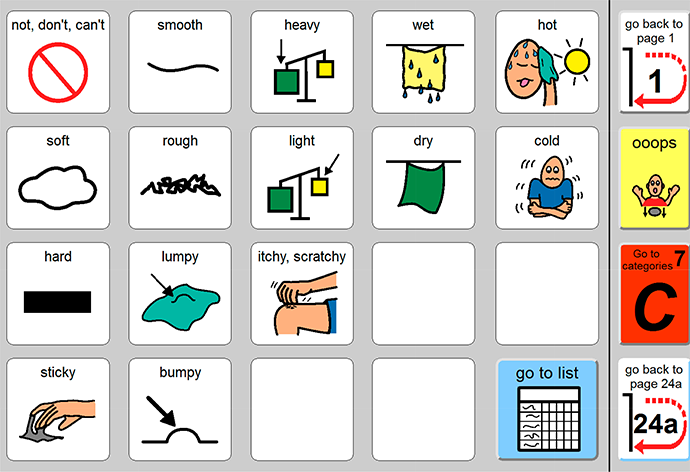 not, don't, can't
smooth
heavy
wet
hot
go back to
page 1
1
soft
rough
light
dry
cold
ooops
hard
lumpy
itchy, scratchy
Go to
categories 7
C
sticky
bumpy
go to list
go back to
page 24a
24a